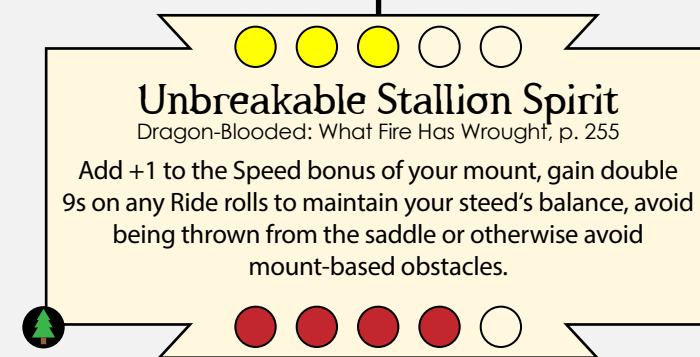 Unbreakable Stallion Spirit
Dragon-Blooded: What Fire Has Wrought, p. 255
Add +1 to the Speed bonus of your mount, gain double
9s on any Ride rolls to maintain your steed‘s balance, avoid
being thrown from the saddle or otherwise avoid
mount-based obstacles.